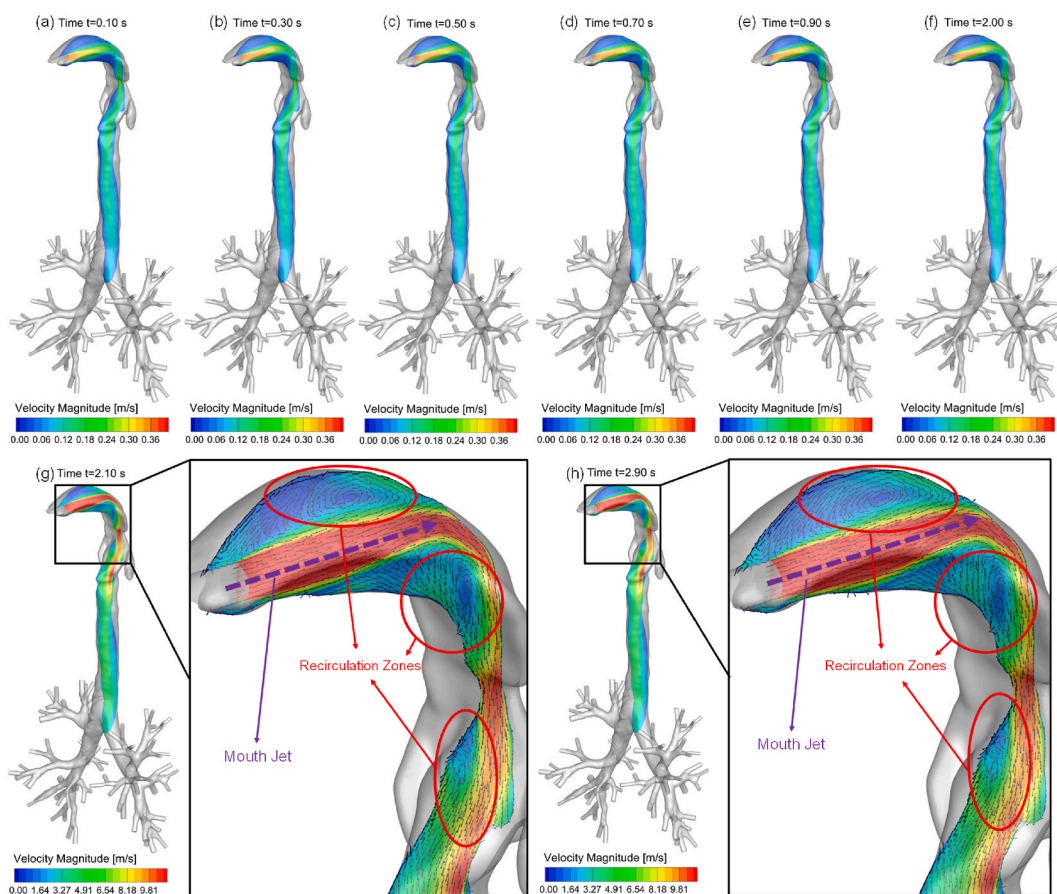 (a) Time t=0.10 s
(b) Time t=0.30 s
(c) Time t=0.50 s
(d) Time t=0.70 s
(e) Time t=0.90 s
(f) Time t=2.00 s
Velocity Magnitude [m/s]
0.00 0.06 0.12 0.18 0.24 0.30 0.36
Velocity Magnitude [m/s]
0.00 0.06 0.12 0.18 0.24 0.30 0.36
Velocity Magnitude [m/s]
0.00 0.06 0.12 0.18 0.24 0.30 0.36
Velocity Magnitude [m/s]
0.00 0.06 0.12 0.18 0.24 0.30 0.36
Velocity Magnitude [m/s]
0.00 0.06 0.12 0.18 0.24 0.30 0.36
Velocity Magnitude [m/s]
0.00 0.06 0.12 0.18 0.24 0.30 0.36
(g) Time t=2.10 s
Recirculation Zones
Mouth Jet
Velocity Magnitude [m/s]
0.00 1.64 3.27 4.91 6.54 8.18 9.81
(h) Time t=2.90 s
Recirculation Zones
Mouth Jet
Velocity Magnitude [m/s]
0.00 1.64 3.27 4.91 6.54 8.18 9.81